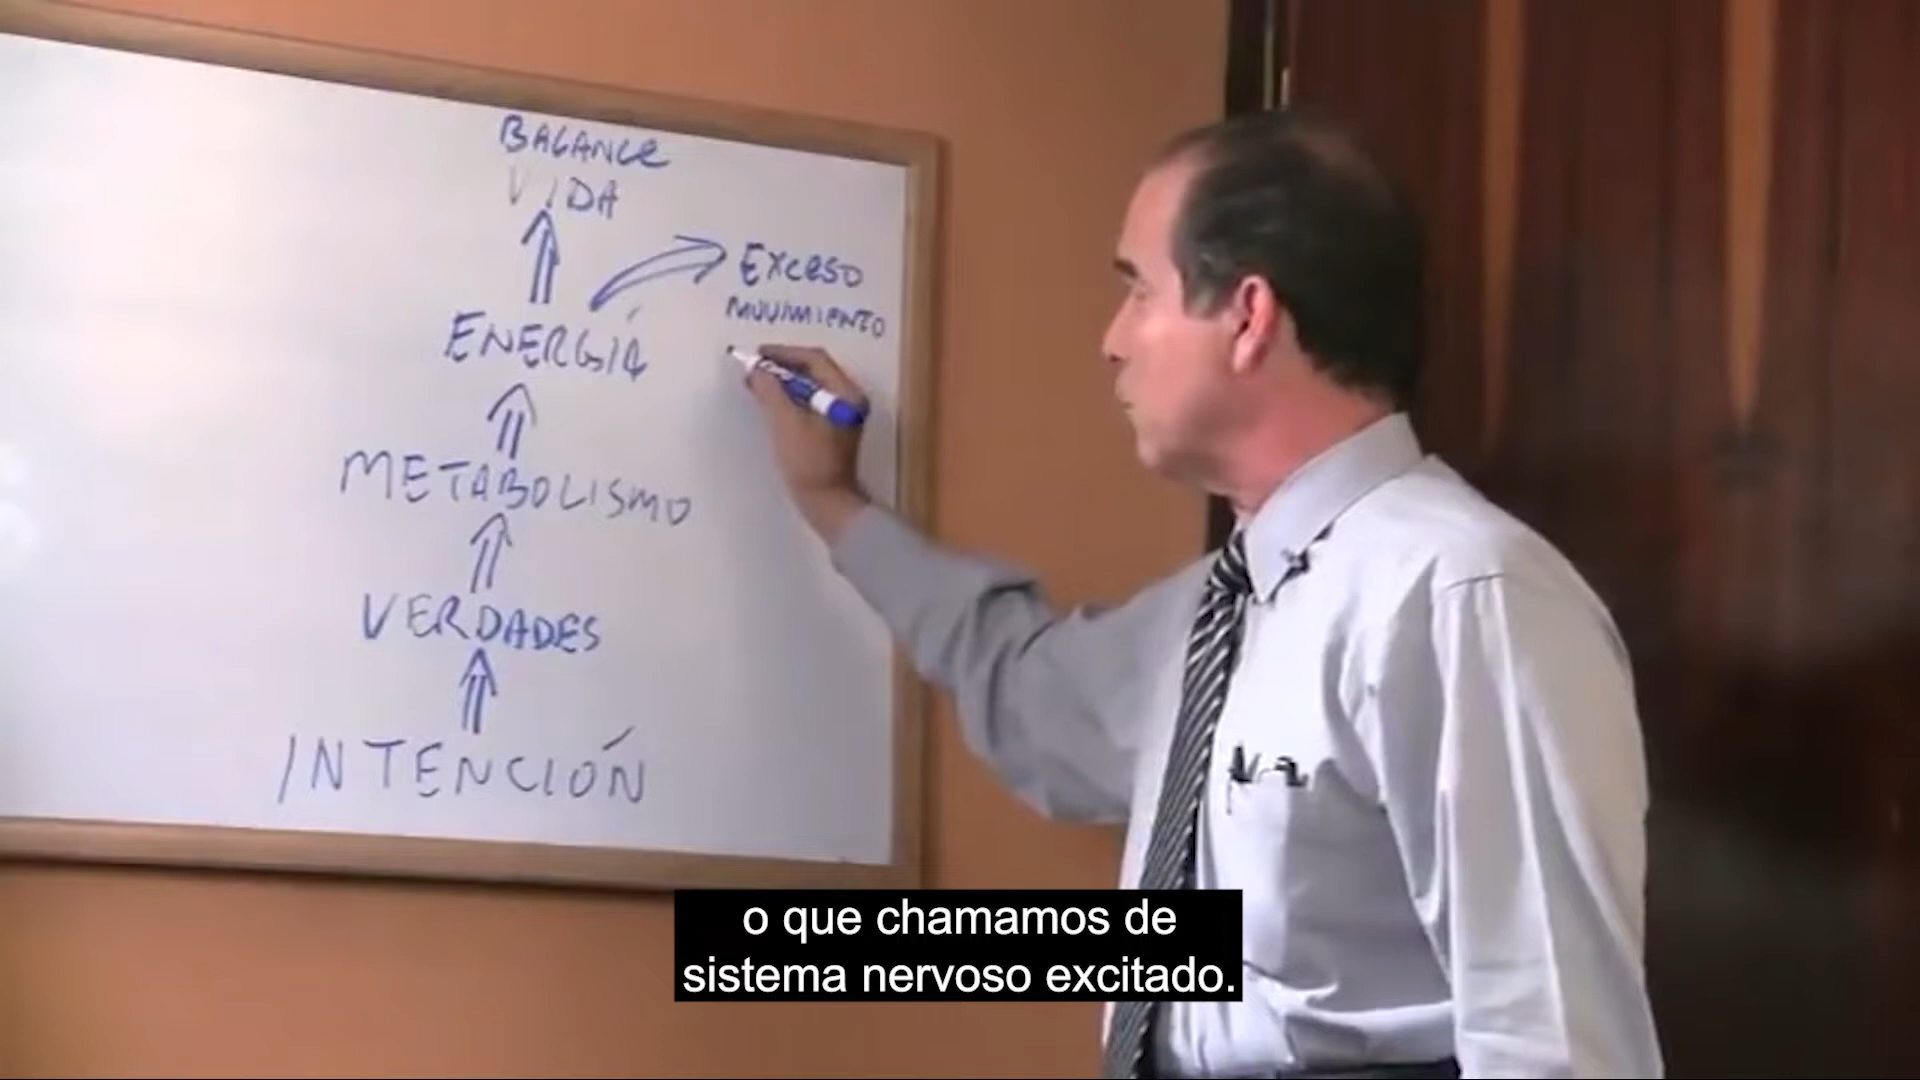 BALANCE
VIDA
EXCESO
MOVIMIENTO
ENERGÍA
METABOLISMO
VERDADES
INTENCIÓN
o que chamamos de
sistema nervoso excitado.